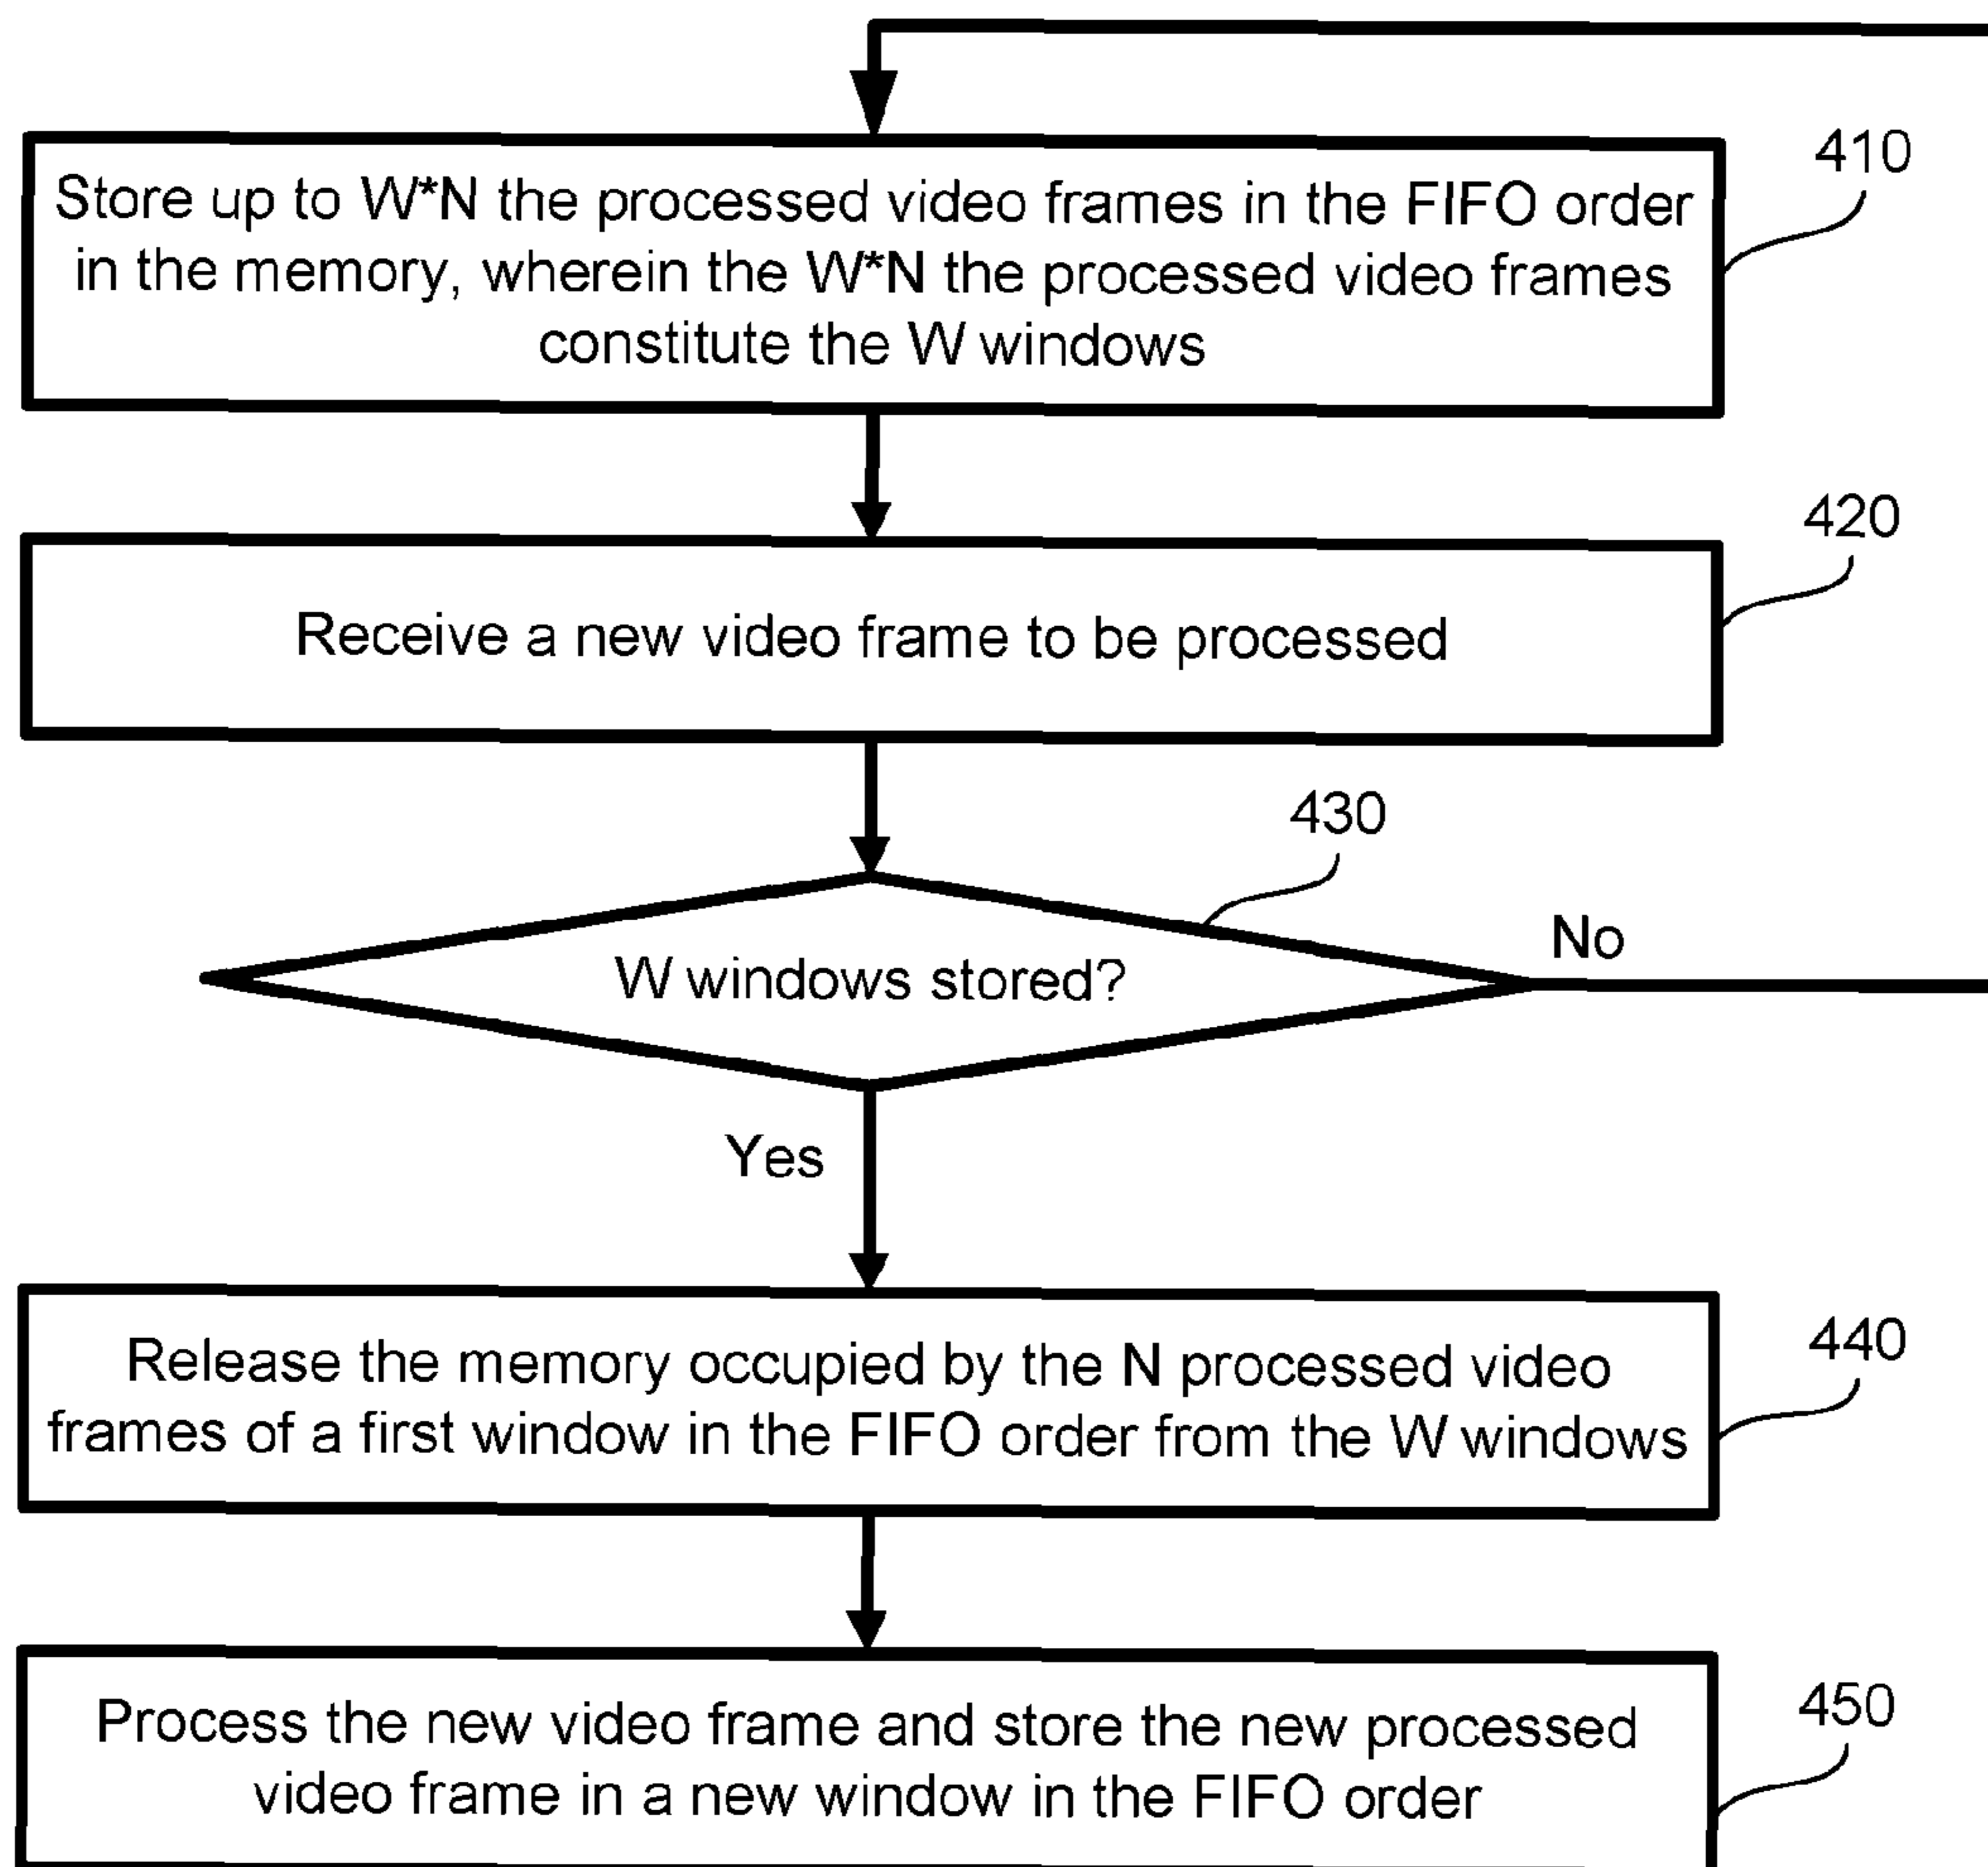 410
Store up to W*N the processed video frames in the FIFO order
in the memory, wherein the W*N the processed video frames
constitute the W windows
420
Receive a new video frame to be processed
430
W windows stored?
No
Yes
440
Release the memory occupied by the N processed video
frames of a first window in the FIFO order from the W windows
450
Process the new video frame and store the new processed
video frame in a new window in the FIFO order